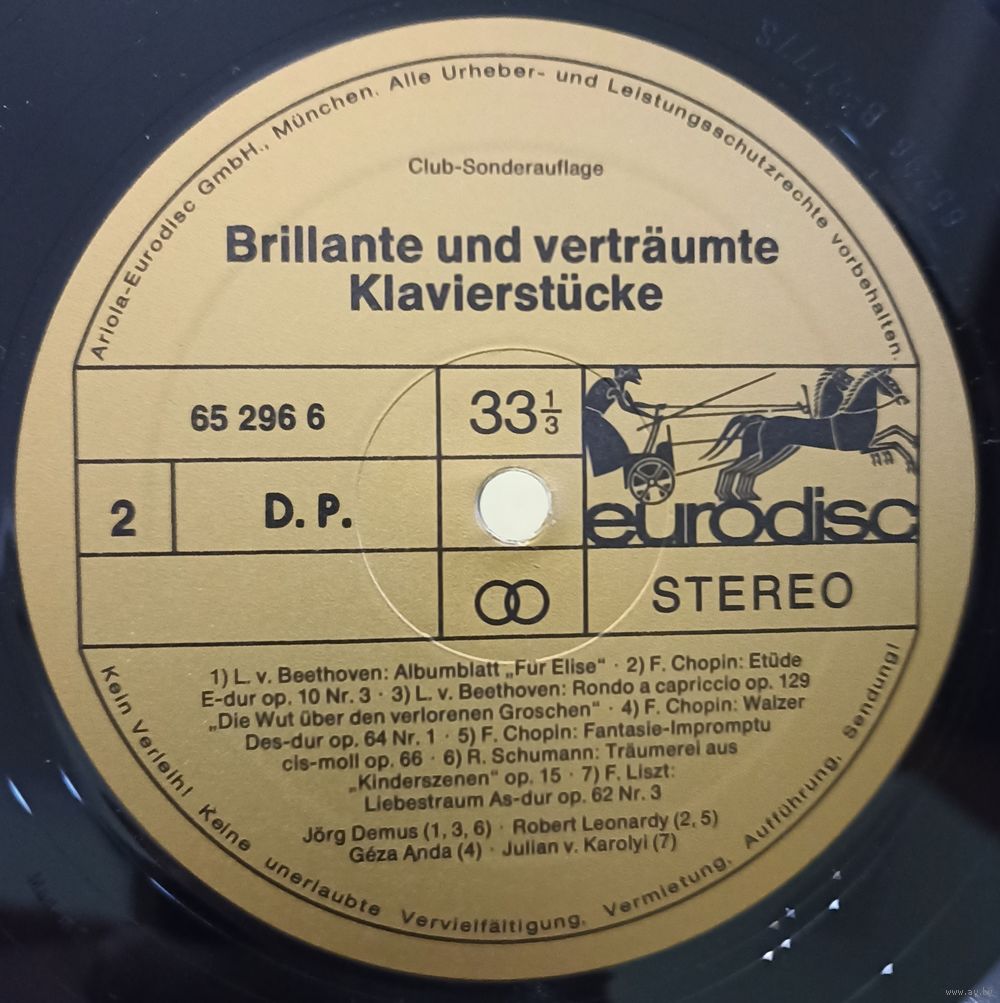 Ariola-Eurodisc GmbH., München. Alle Urheber- und Leistungsschutzrechte vorbehalten.
Club-Sonderauflage
Brillante und verträumte
Klavierstücke
65 296 6
33 1/3
2
D. P.
eurodisc
STEREO
1) L. v. Beethoven: Albumblatt „Für Elise“ · 2) F. Chopin: Etüde
E-dur op. 10 Nr. 3 · 3) L. v. Beethoven: Rondo a capriccio op. 129
„Die Wut über den verlorenen Groschen“ · 4) F. Chopin: Walzer
Des-dur op. 64 Nr. 1 · 5) F. Chopin: Fantasie-Impromptu
cis-moll op. 66 · 6) R. Schumann: Träumerei aus
„Kinderszenen“ op. 15 · 7) F. Liszt:
Liebestraum As-dur op. 62 Nr. 3
Jörg Demus (1, 3, 6) · Robert Leonardy (2, 5)
Géza Anda (4) · Julian v. Karolyi (7)
Kein Verleih! Keine unerlaubte Vervielfältigung, Vermietung, Aufführung, Sendung!
www.ay.by